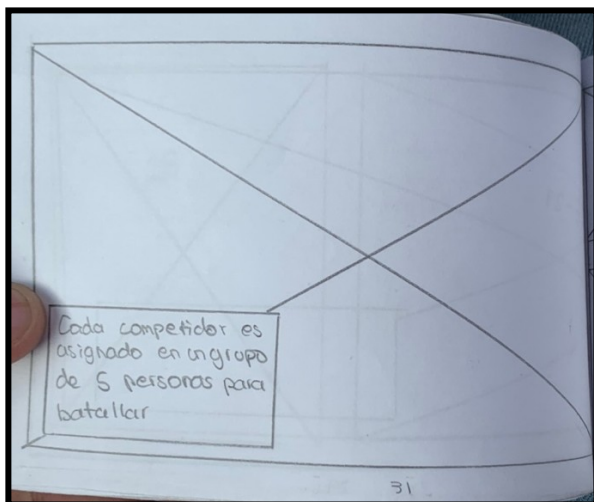 Cada competidor es
asignado en un grupo
de 5 personas para
batallar
31